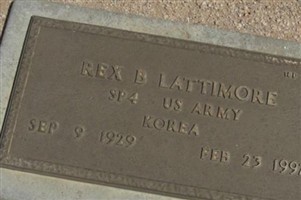 REX B LATTIMORE
SP4 US ARMY
KOREA
SEP 9 1929 FEB 23